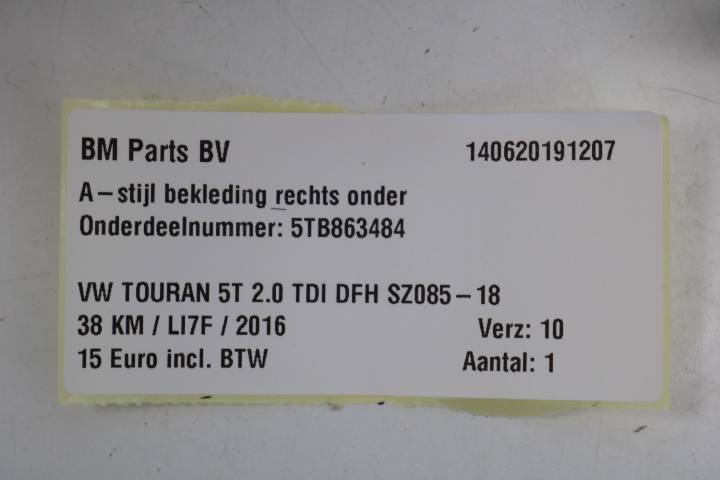 BM Parts BV 140620191207
A-stijl bekleding rechts onder
Onderdeelnummer: 5TB863484
VW TOURAN 5T 2.0 TDI DFH SZ085-18
38 KM / LI7F / 2016 Verz: 10
15 Euro incl. BTW Aantal: 1